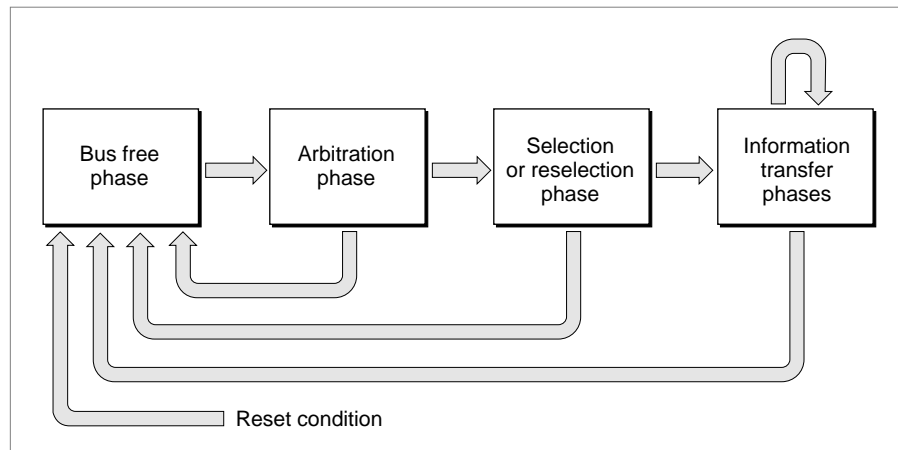 Bus free
phase
Arbitration
phase
Selection
or reselection
phase
Information
transfer
phases
Reset condition